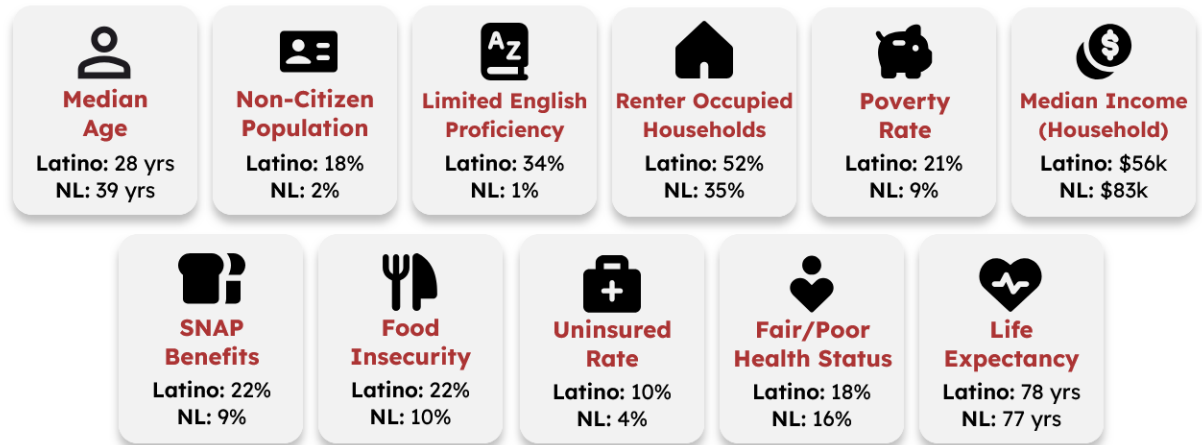 A Z
$
Median
Age
Latino: 28 yrs
NL: 39 yrs
Non-Citizen
Population
Latino: 18%
NL: 2%
Limited English
Proficiency
Latino: 34%
NL: 1%
Renter Occupied
Households
Latino: 52%
NL: 35%
Poverty
Rate
Latino: 21%
NL: 9%
Median Income
(Household)
Latino: $56k
NL: $83k
SNAP
Benefits
Latino: 22%
NL: 9%
Food
Insecurity
Latino: 22%
NL: 10%
Uninsured
Rate
Latino: 10%
NL: 4%
Fair/Poor
Health Status
Latino: 18%
NL: 16%
Life
Expectancy
Latino: 78 yrs
NL: 77 yrs